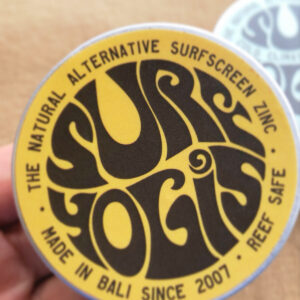 THE NATURAL ALTERNATIVE SURFSCREEN ZINC
SURF
YOGIS
• MADE IN BALI SINCE 2007 • REEF SAFE •